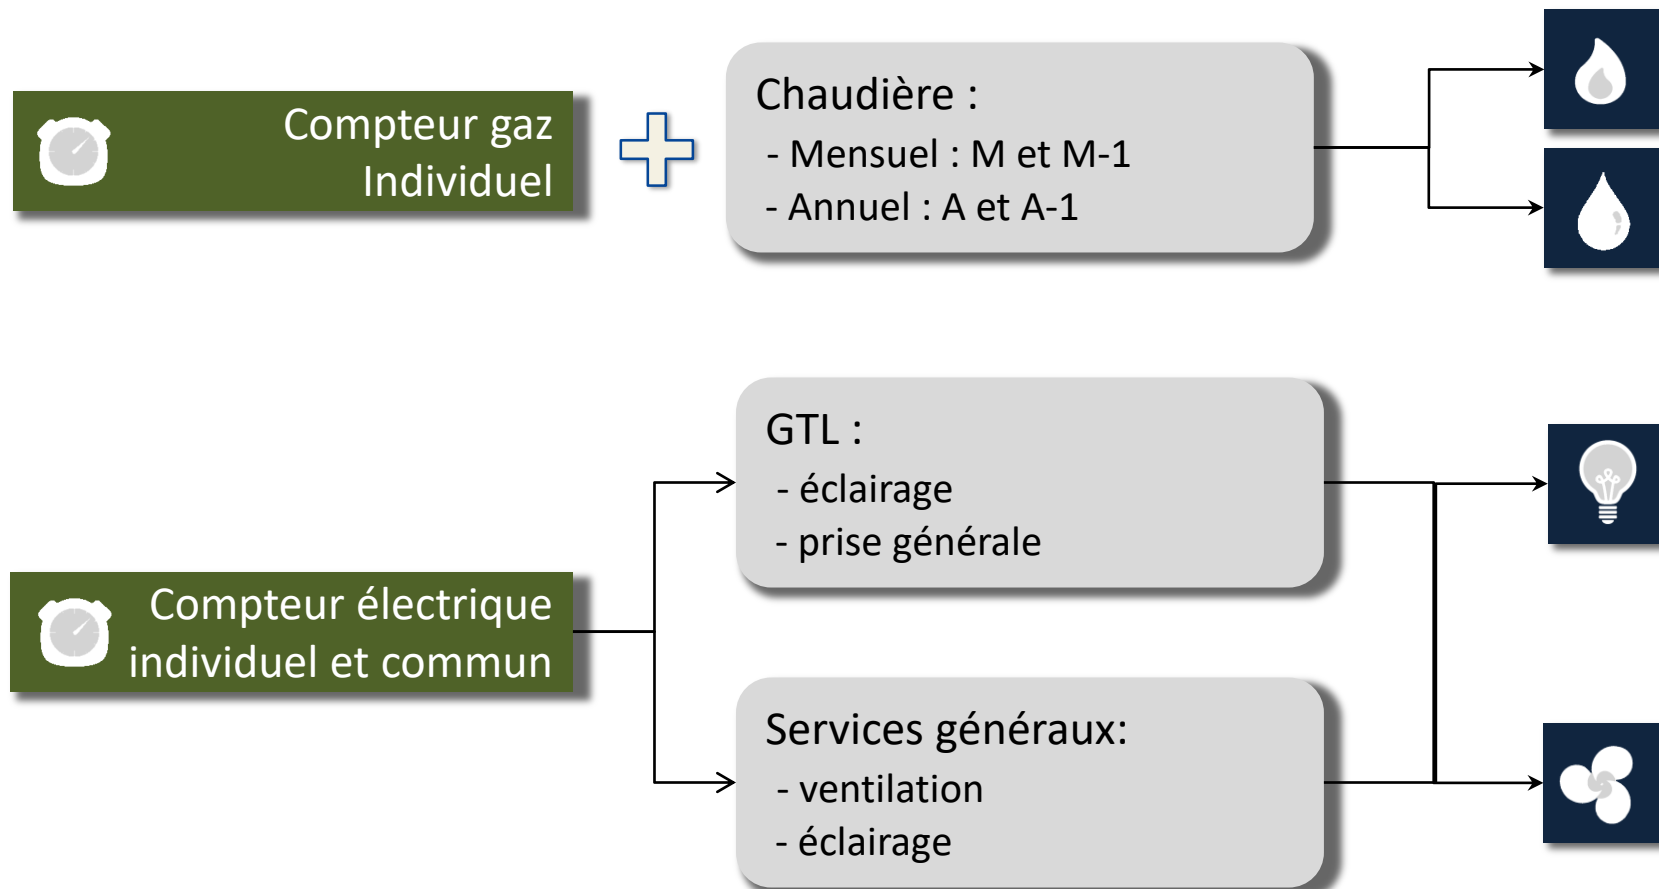 Compteur gaz
Individuel
Chaudière :
- Mensuel : M et M-1
- Annuel : A et A-1
GTL :
- éclairage
- prise générale
Compteur électrique
individuel et commun
Services généraux:
- ventilation
- éclairage